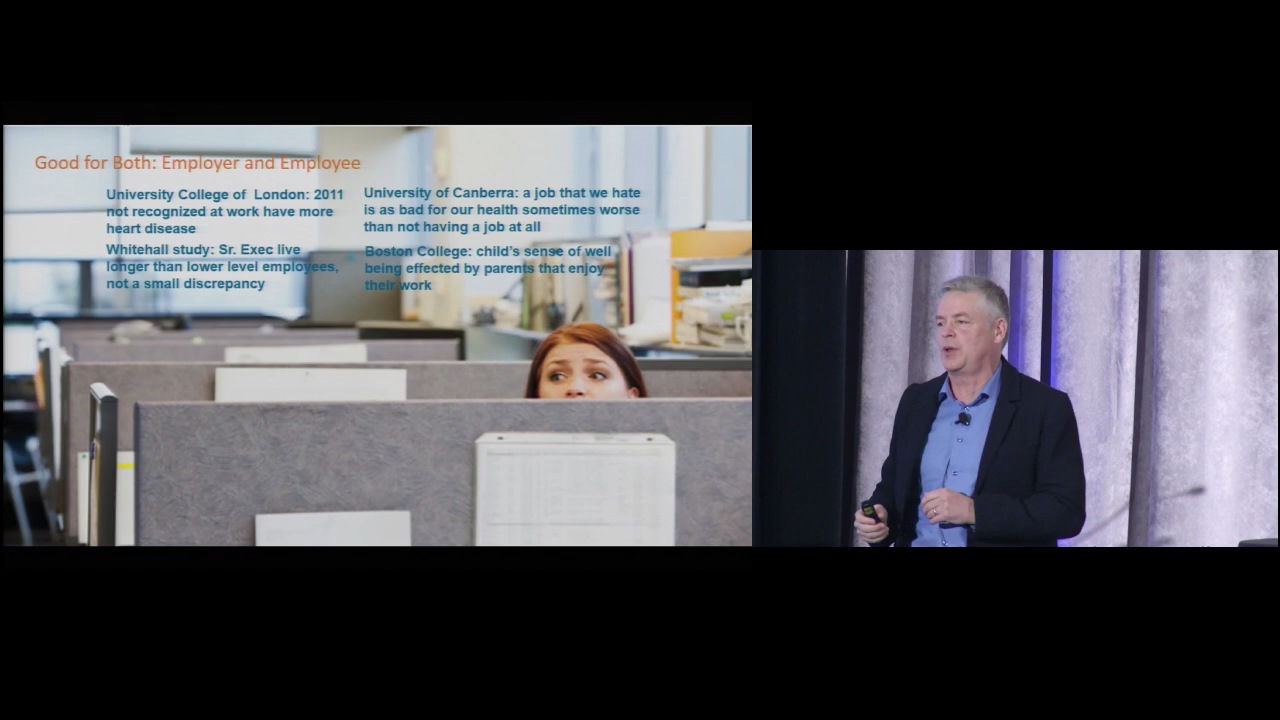 Good for Both: Employer and Employee
University College of London: 2011
not recognized at work have more
heart disease
Whitehall study: Sr. Exec live
longer than lower level employees,
not a small discrepancy
University of Canberra: a job that we hate
is as bad for our health sometimes worse
than not having a job at all
Boston College: child's sense of well
being effected by parents that enjoy
their work